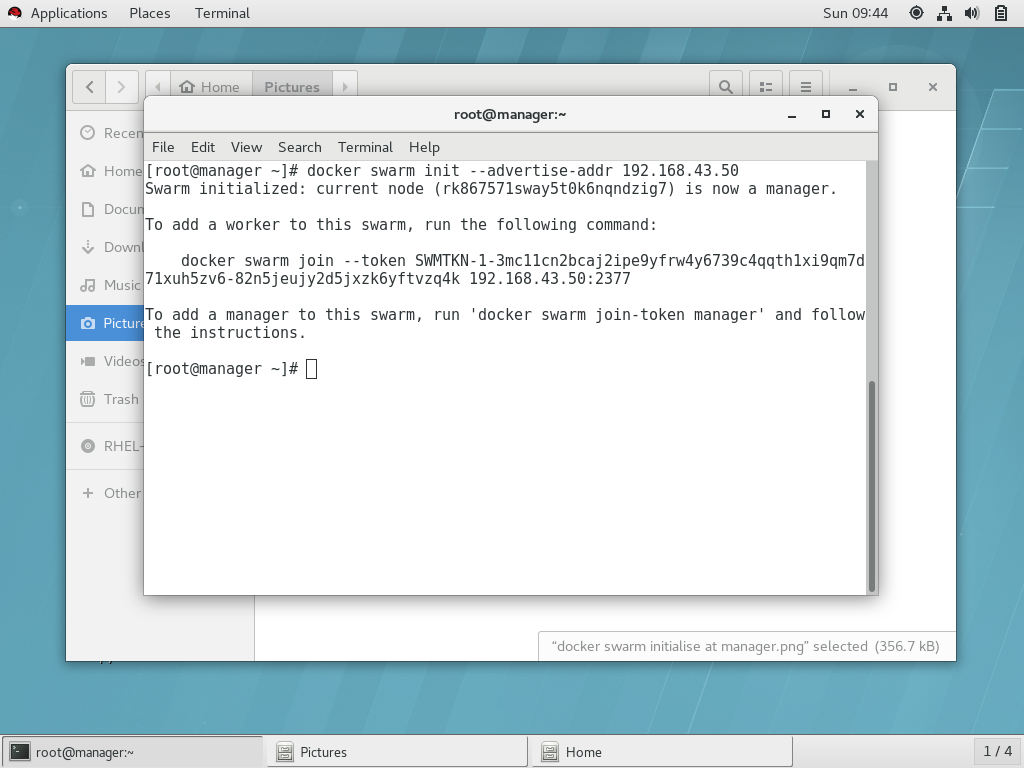 Applications Places Terminal Sun 09:44
Home Pictures
root@manager:~
File Edit View Search Terminal Help
[root@manager ~]# docker swarm init --advertise-addr 192.168.43.50
Swarm initialized: current node (rk867571sway5t0k6nqndzig7) is now a manager.
To add a worker to this swarm, run the following command:
docker swarm join --token SWMTKN-1-3mc11cn2bcaj2ipe9yfrw4y6739c4qqth1xi9qm7d
71xuh5zv6-82n5jeujy2d5jxzk6yftvzq4k 192.168.43.50:2377
To add a manager to this swarm, run 'docker swarm join-token manager' and follow
the instructions.
[root@manager ~]#
Recen
Home
Docum
Downl
Music
Picture
Videos
Trash
RHEL-
Other
“docker swarm initialise at manager.png” selected (356.7 kB)
root@manager:~ Pictures Home 1 / 4